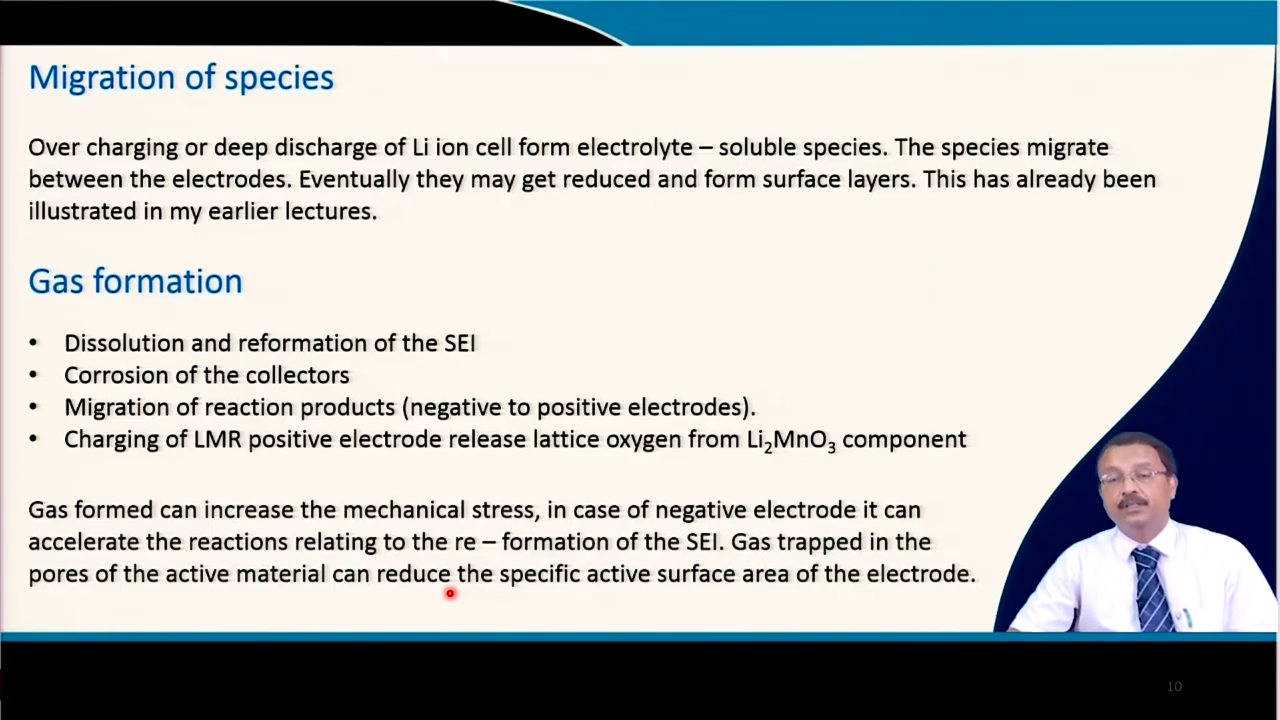 Migration of species
Over charging or deep discharge of Li ion cell form electrolyte – soluble species. The species migrate
between the electrodes. Eventually they may get reduced and form surface layers. This has already been
illustrated in my earlier lectures.
Gas formation
• Dissolution and reformation of the SEI
• Corrosion of the collectors
• Migration of reaction products (negative to positive electrodes).
• Charging of LMR positive electrode release lattice oxygen from Li₂MnO₃ component
Gas formed can increase the mechanical stress, in case of negative electrode it can
accelerate the reactions relating to the re – formation of the SEI. Gas trapped in the
pores of the active material can reduce the specific active surface area of the electrode.
10